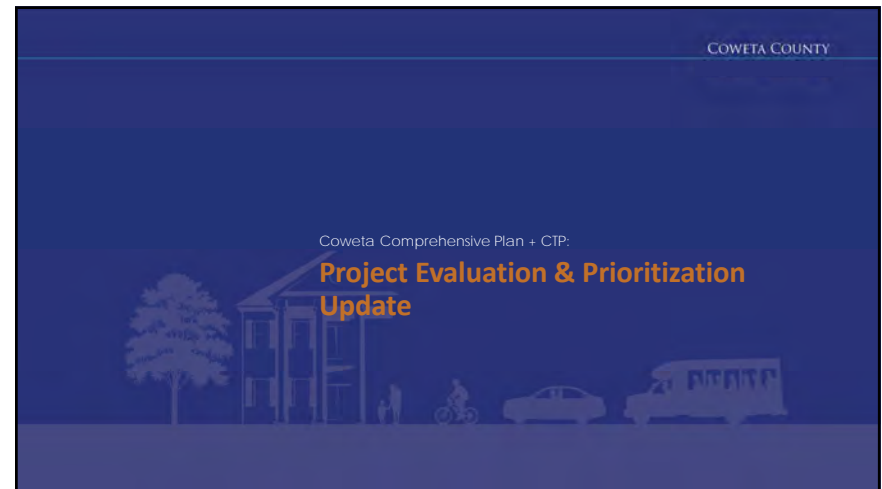 COWETA COUNTY
Coweta Comprehensive Plan + CTP:
Project Evaluation & Prioritization
Update